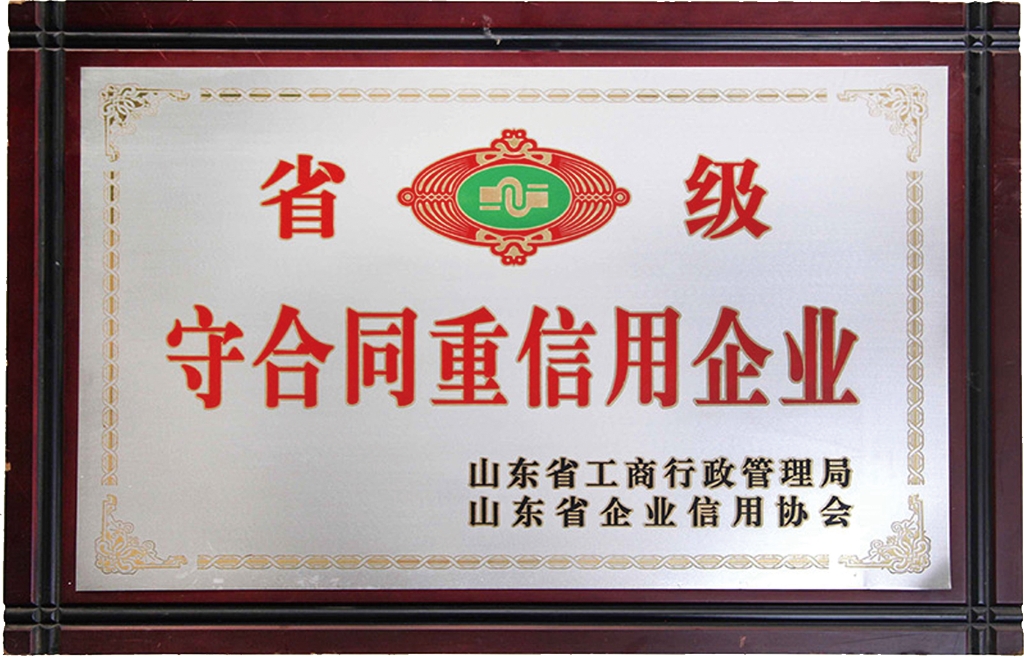 省 级
守合同重信用企业
山东省工商行政管理局
山东省企业信用协会